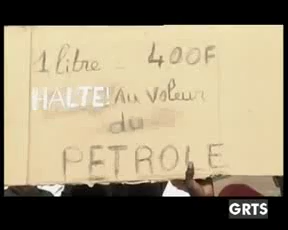 1 litre - 400F
HALTE! Au voleur
du
PETROLE
GRTS